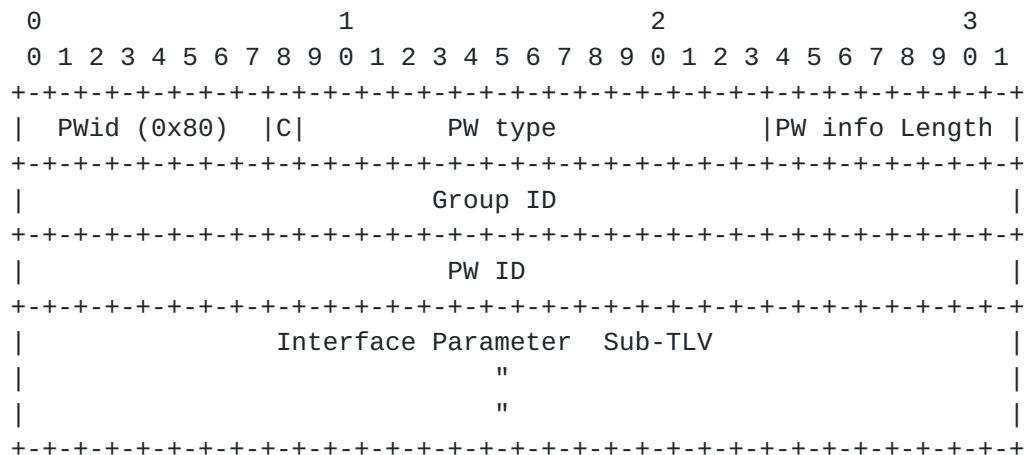 0                   1                   2                   3
 0 1 2 3 4 5 6 7 8 9 0 1 2 3 4 5 6 7 8 9 0 1 2 3 4 5 6 7 8 9 0 1
+-+-+-+-+-+-+-+-+-+-+-+-+-+-+-+-+-+-+-+-+-+-+-+-+-+-+-+-+-+-+-+-+
|  PWid (0x80)  |C|         PW type             |PW info Length |
+-+-+-+-+-+-+-+-+-+-+-+-+-+-+-+-+-+-+-+-+-+-+-+-+-+-+-+-+-+-+-+-+
|                          Group ID                             |
+-+-+-+-+-+-+-+-+-+-+-+-+-+-+-+-+-+-+-+-+-+-+-+-+-+-+-+-+-+-+-+-+
|                           PW ID                               |
+-+-+-+-+-+-+-+-+-+-+-+-+-+-+-+-+-+-+-+-+-+-+-+-+-+-+-+-+-+-+-+-+
|                Interface Parameter  Sub-TLV                   |
|                              "                                |
|                              "                                |
+-+-+-+-+-+-+-+-+-+-+-+-+-+-+-+-+-+-+-+-+-+-+-+-+-+-+-+-+-+-+-+-+